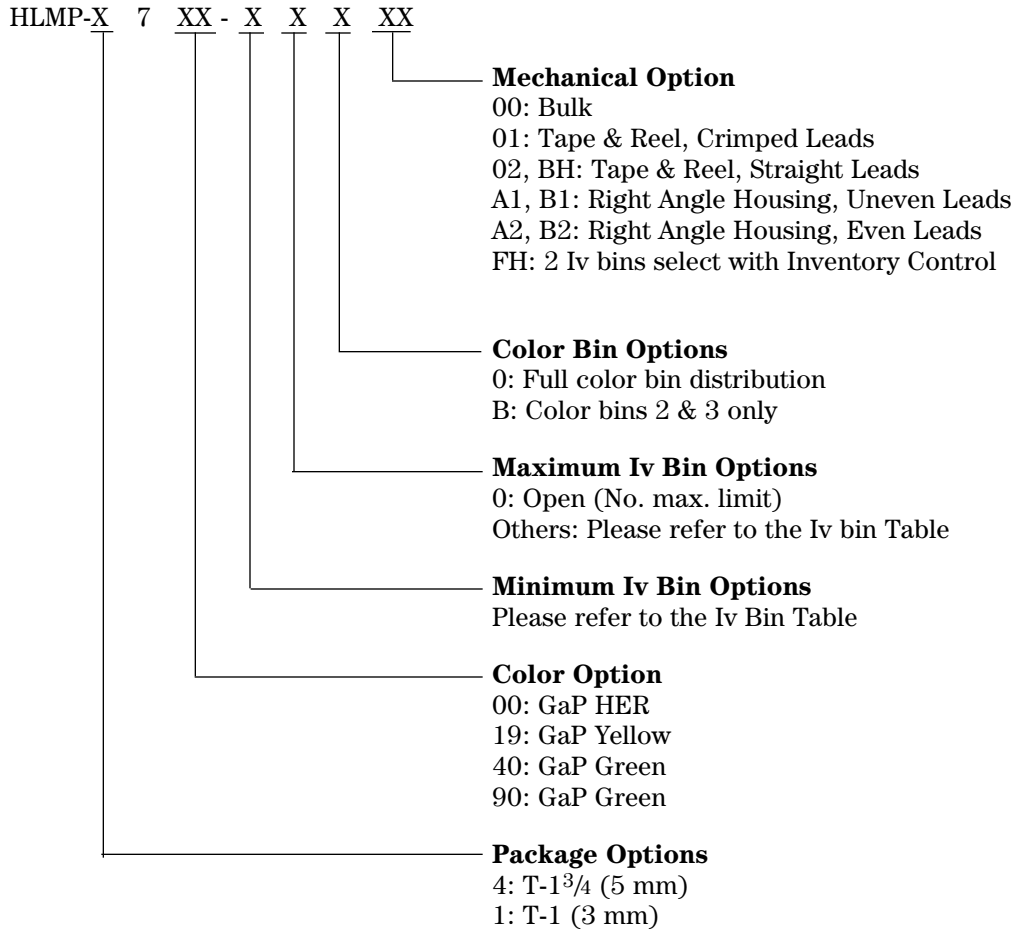 HLMP-X 7 XX - X X X XX
Mechanical Option
00: Bulk
01: Tape & Reel, Crimped Leads
02, BH: Tape & Reel, Straight Leads
A1, B1: Right Angle Housing, Uneven Leads
A2, B2: Right Angle Housing, Even Leads
FH: 2 Iv bins select with Inventory Control
Color Bin Options
0: Full color bin distribution
B: Color bins 2 & 3 only
Maximum Iv Bin Options
0: Open (No. max. limit)
Others: Please refer to the Iv bin Table
Minimum Iv Bin Options
Please refer to the Iv Bin Table
Color Option
00: GaP HER
19: GaP Yellow
40: GaP Green
90: GaP Green
Package Options
4: T-1 3/4 (5 mm)
1: T-1 (3 mm)